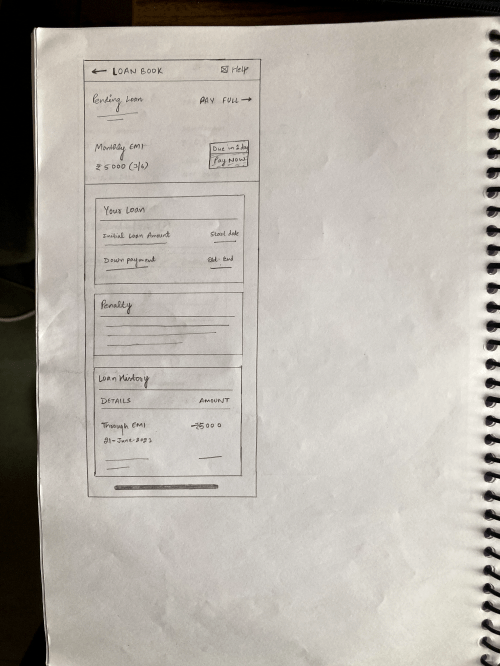 ← LOAN BOOK
Help
Pending Loan
PAY FULL →
Monthly EMI
₹5000 (3/6)
Due in 1 day
Pay Now
Your Loan
Initial Loan Amount
Start date
Down payment
Est. End
Penalty
Loan History
DETAILS
AMOUNT
Through EMI
-₹5000
21-June-2023